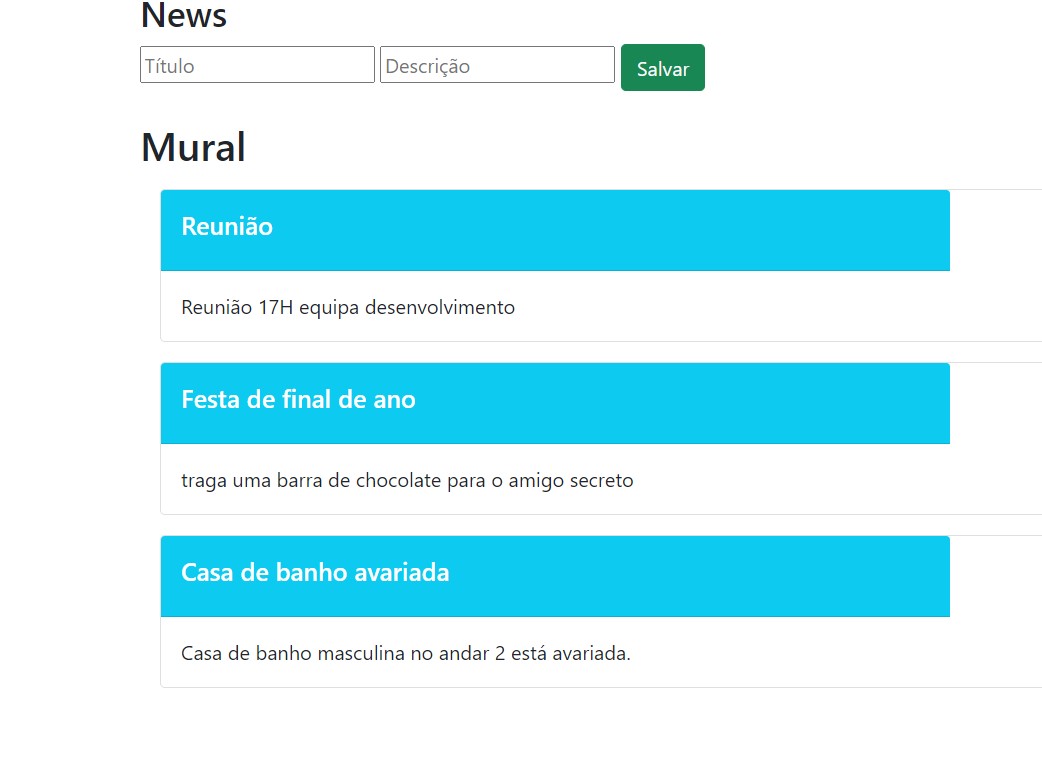 News
Título Descrição Salvar
Mural
Reunião
Reunião 17H equipa desenvolvimento
Festa de final de ano
traga uma barra de chocolate para o amigo secreto
Casa de banho avariada
Casa de banho masculina no andar 2 está avariada.